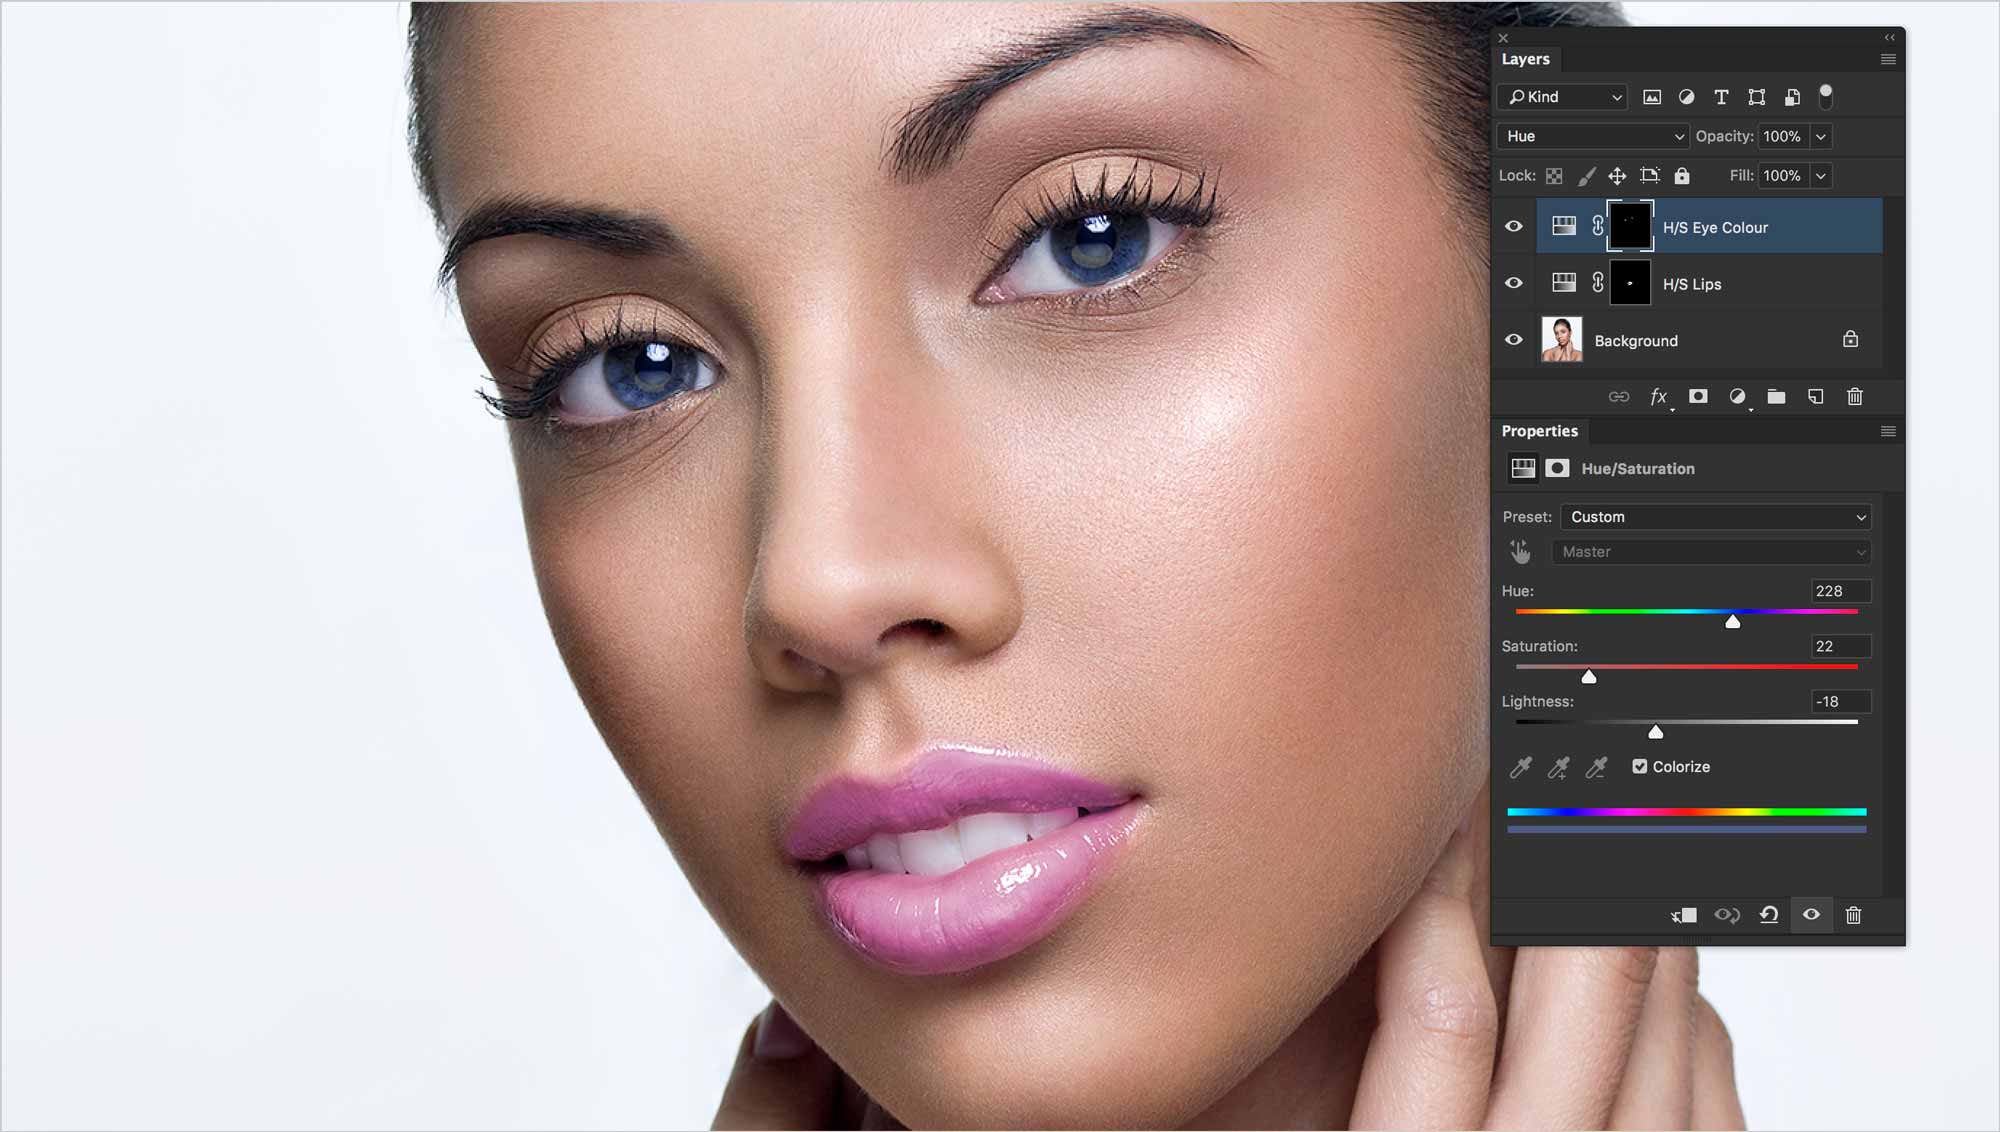 Layers
Kind
Hue Opacity: 100%
Lock: Fill: 100%
H/S Eye Colour
H/S Lips
Background
fx
Properties
Hue/Saturation
Preset: Custom
Master
Hue: 228
Saturation: 22
Lightness: -18
Colorize